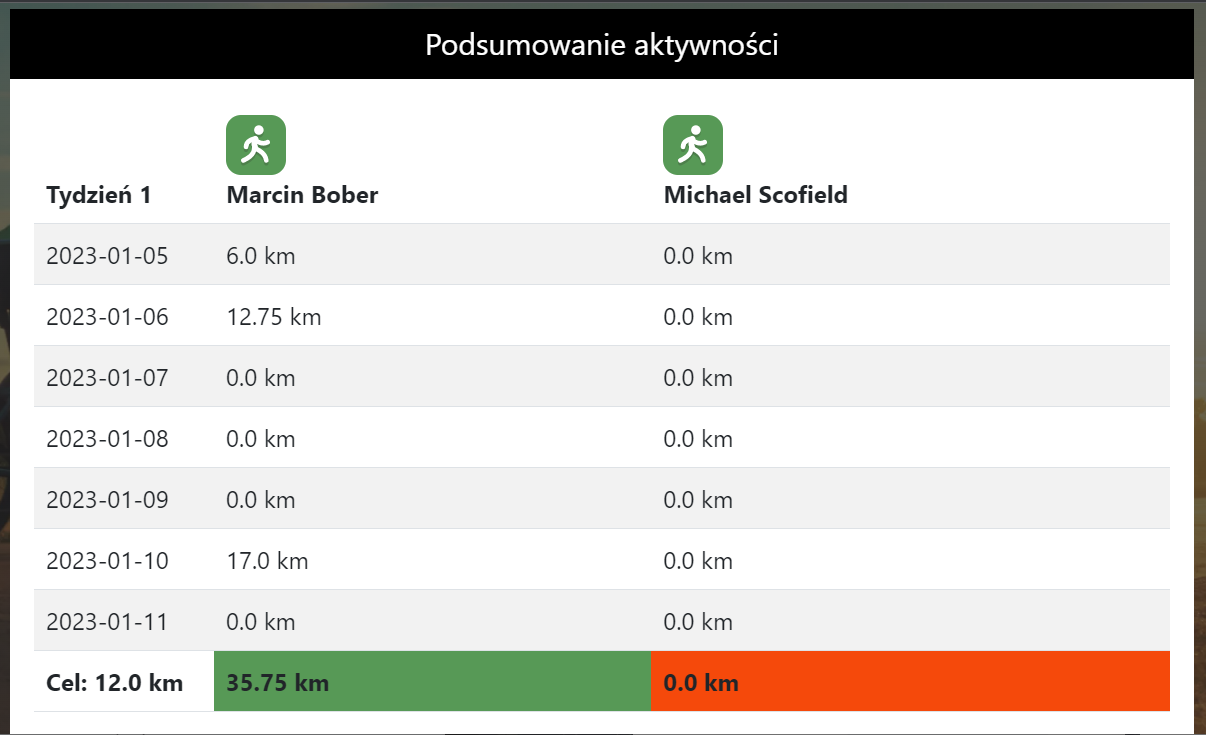 Podsumowanie aktywności
Tydzień 1 Marcin Bober Michael Scofield
2023-01-05 6.0 km 0.0 km
2023-01-06 12.75 km 0.0 km
2023-01-07 0.0 km 0.0 km
2023-01-08 0.0 km 0.0 km
2023-01-09 0.0 km 0.0 km
2023-01-10 17.0 km 0.0 km
2023-01-11 0.0 km 0.0 km
Cel: 12.0 km 35.75 km 0.0 km